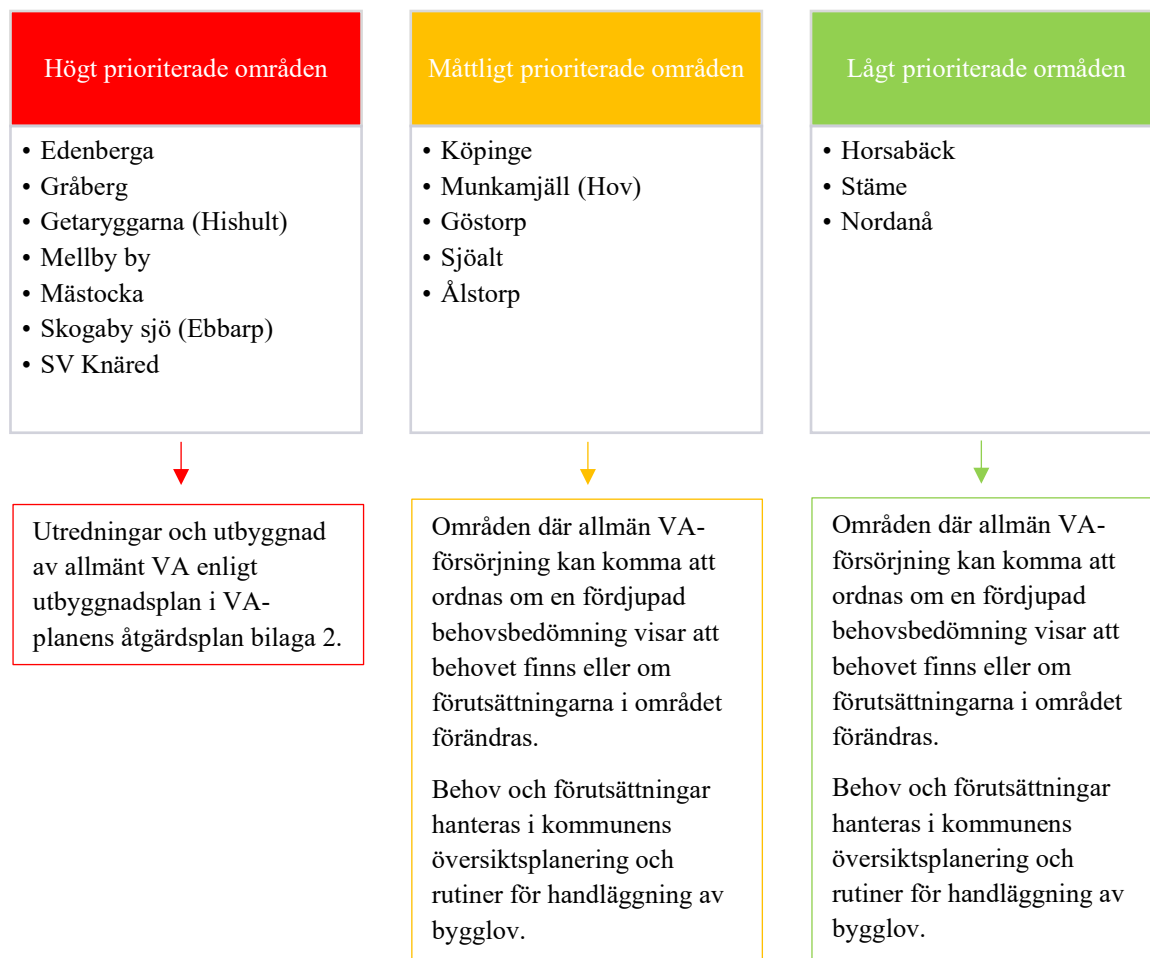 Högt prioriterade områden
• Edenberga
• Gråberg
• Getaryggarna (Hishult)
• Mellby by
• Mästocka
• Skogaby sjö (Ebbarp)
• SV Knäred
Utredningar och utbyggnad
av allmänt VA enligt
utbyggnadsplan i VA-
planens åtgärdsplan bilaga 2.
Måttligt prioriterade områden
• Köpinge
• Munkamjäll (Hov)
• Göstorp
• Sjöalt
• Ålstorp
Områden där allmän VA-
försörjning kan komma att
ordnas om en fördjupad
behovsbedömning visar att
behovet finns eller om
förutsättningarna i området
förändras.
Behov och förutsättningar
hanteras i kommunens
översiktsplanering och
rutiner för handläggning av
bygglov.
Lågt prioriterade ormåden
• Horsabäck
• Stäme
• Nordanå
Områden där allmän VA-
försörjning kan komma att
ordnas om en fördjupad
behovsbedömning visar att
behovet finns eller om
förutsättningarna i området
förändras.
Behov och förutsättningar
hanteras i kommunens
översiktsplanering och
rutiner för handläggning av
bygglov.